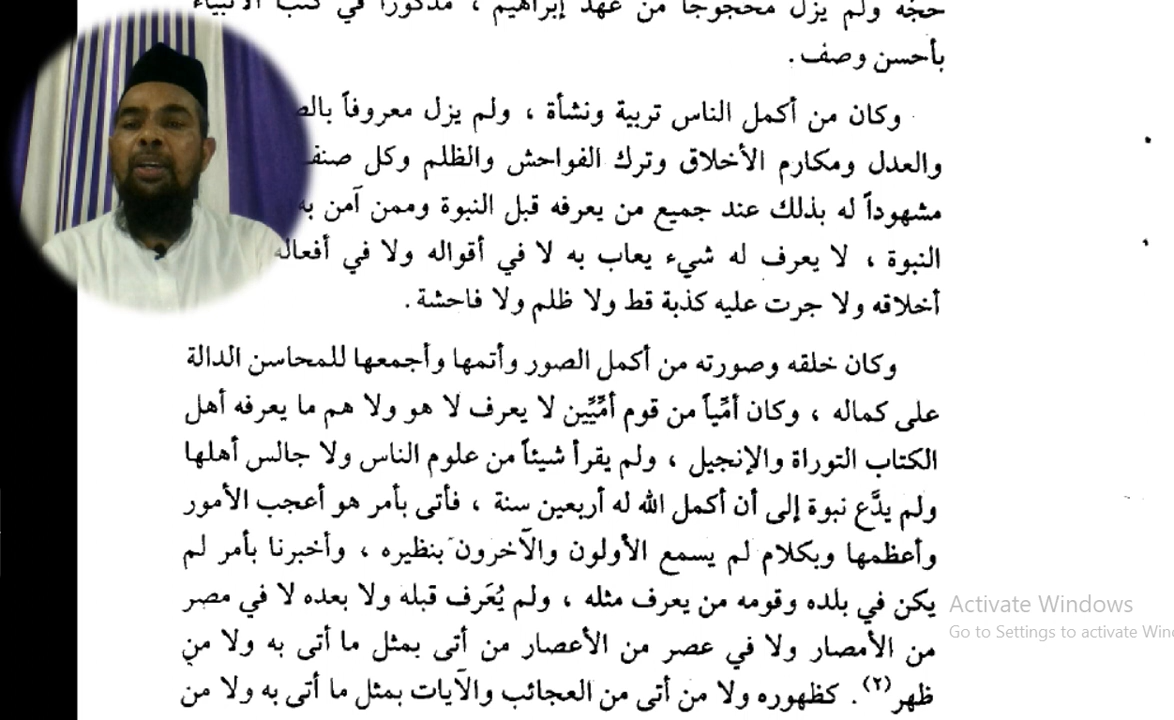 حجه ولم يزل محجوجاً من عهد إبراهيم ، مذكوراً في كتب الأنبياء
بأحسن وصف .
وكان من أكمل الناس تربية ونشأة ، ولم يزل معروفاً
والعدل ومكارم الأخلاق وترك الفواحش والظلم وكل
مشهوداً له بذلك عند جميع من يعرفه قبل النبوة وممن آمن به
النبوة ، لا يعرف له شيء يعاب به لا في أقواله ولا في أفعاله
أخلاقه ولا جرت عليه كذبة قط ولا ظلم ولا فاحشة .
وكان خلقه وصورته من أكمل الصور وأتمها وأجمعها للمحاسن الدالة
على كماله ، وكان أمِّياً من قوم أمِّيِّين لا يعرف لا هو ولا هم ما يعرفه أهل
الكتاب التوراة والإنجيل ، ولم يقرأ شيئاً من علوم الناس ولا جالس أهلها
ولم يدَّع نبوة إلى أن أكمل الله له أربعين سنة ، فأتى بأمر هو أعجب الأمور
وأعظمها وبكلام لم يسمع الأولون والآخرون بنظيره ، وأخبرنا بأمر لم
يكن في بلده وقومه من يعرف مثله ، ولم يُعَرف قبله ولا بعده لا في مصر
من الأمصار ولا في عصر من الأعصار من أتى بمثل ما أتى به ولا من
ظهر(٢) . كظهوره ولا من أتى من العجائب والآيات بمثل ما أتى به ولا من
Activate Windows
Go to Settings to activate